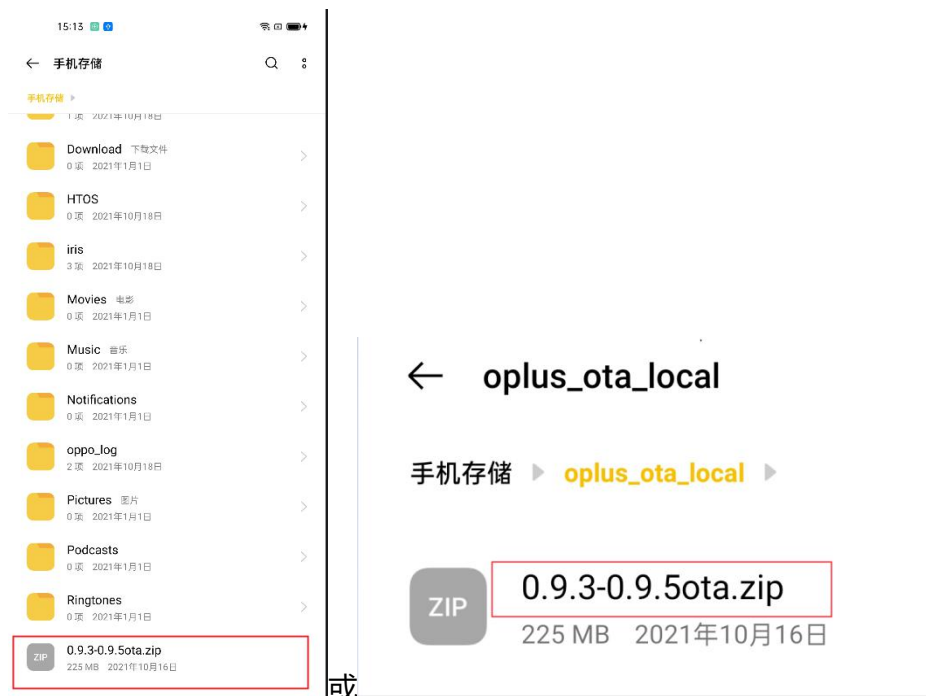 15:13
手机存储
手机存储
1项 2021年10月18日
Download 下载文件
0项 2021年1月1日
HTOS
0项 2021年10月18日
iris
3项 2021年10月18日
Movies 电影
0项 2021年1月1日
Music 音乐
0项 2021年1月1日
Notifications
0项 2021年1月1日
oppo_log
2项 2021年10月18日
Pictures 图片
0项 2021年1月1日
Podcasts
0项 2021年1月1日
Ringtones
0项 2021年1月1日
ZIP
0.9.3-0.9.5ota.zip
225 MB 2021年10月16日
或
oplus_ota_local
手机存储 oplus_ota_local
ZIP
0.9.3-0.9.5ota.zip
225 MB 2021年10月16日